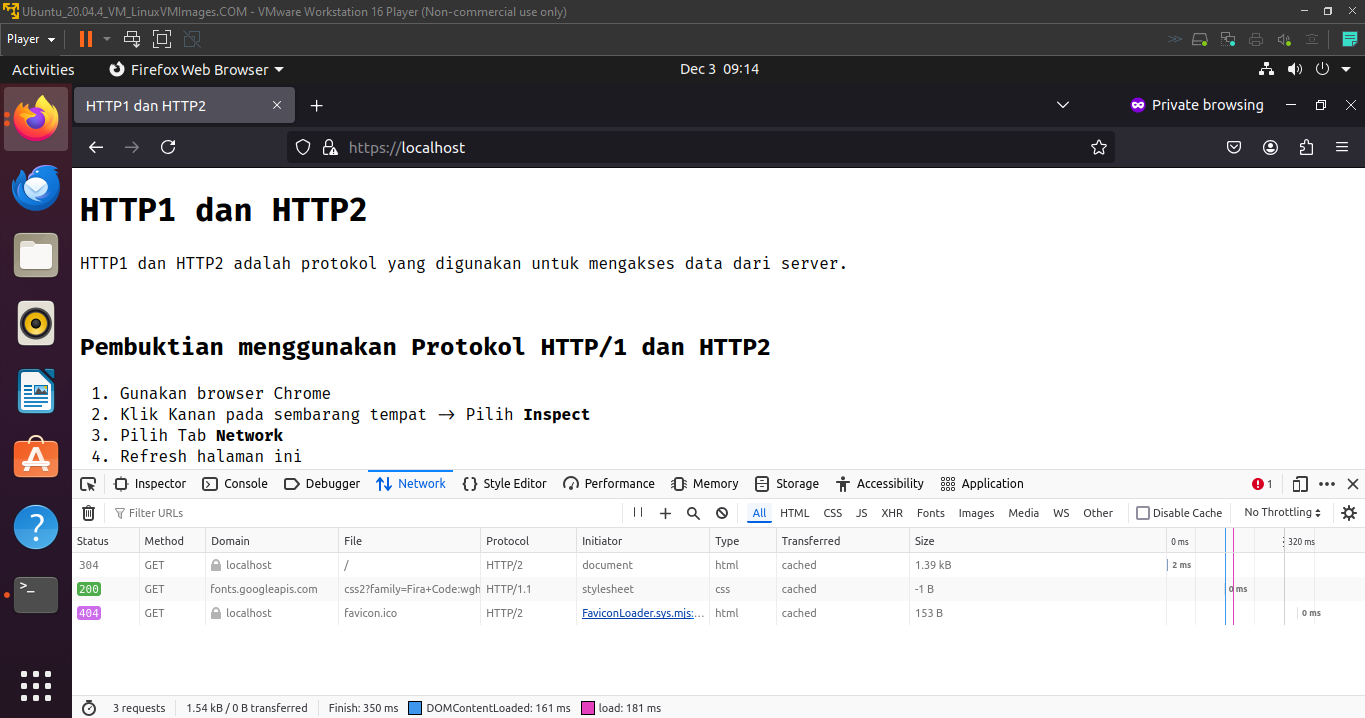 Ubuntu_20.04.4_VM_LinuxVMImages.COM - VMware Workstation 16 Player (Non-commercial use only)
Player
Activities Firefox Web Browser Dec 3 09:14
HTTP1 dan HTTP2 Private browsing
https://localhost
HTTP1 dan HTTP2
HTTP1 dan HTTP2 adalah protokol yang digunakan untuk mengakses data dari server.
Pembuktian menggunakan Protokol HTTP/1 dan HTTP2
1. Gunakan browser Chrome
2. Klik Kanan pada sembarang tempat → Pilih Inspect
3. Pilih Tab Network
4. Refresh halaman ini
Inspector Console Debugger Network Style Editor Performance Memory Storage Accessibility Application 1
Filter URLs All HTML CSS JS XHR Fonts Images Media WS Other Disable Cache No Throttling
Status Method Domain File Protocol Initiator Type Transferred Size 0 ms 320 ms
304 GET localhost / HTTP/2 document html cached 1.39 kB 2 ms
200 GET fonts.googleapis.com css2?family=Fira+Code:wgh HTTP/1.1 stylesheet css cached -1 B 0 ms
404 GET localhost favicon.ico HTTP/2 FaviconLoader.sys.mjs:... html cached 153 B 0 ms
3 requests 1.54 kB / 0 B transferred Finish: 350 ms DOMContentLoaded: 161 ms load: 181 ms